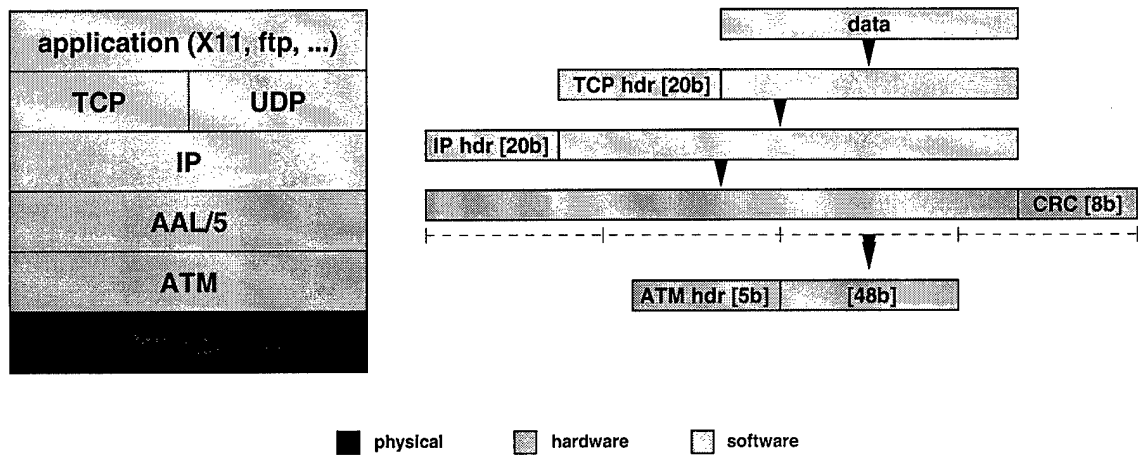 application (X11, ftp, ...)
TCP
UDP
IP
AAL/5
ATM
data
TCP hdr [20b]
IP hdr [20b]
CRC [8b]
ATM hdr [5b]
[48b]
physical
hardware
software